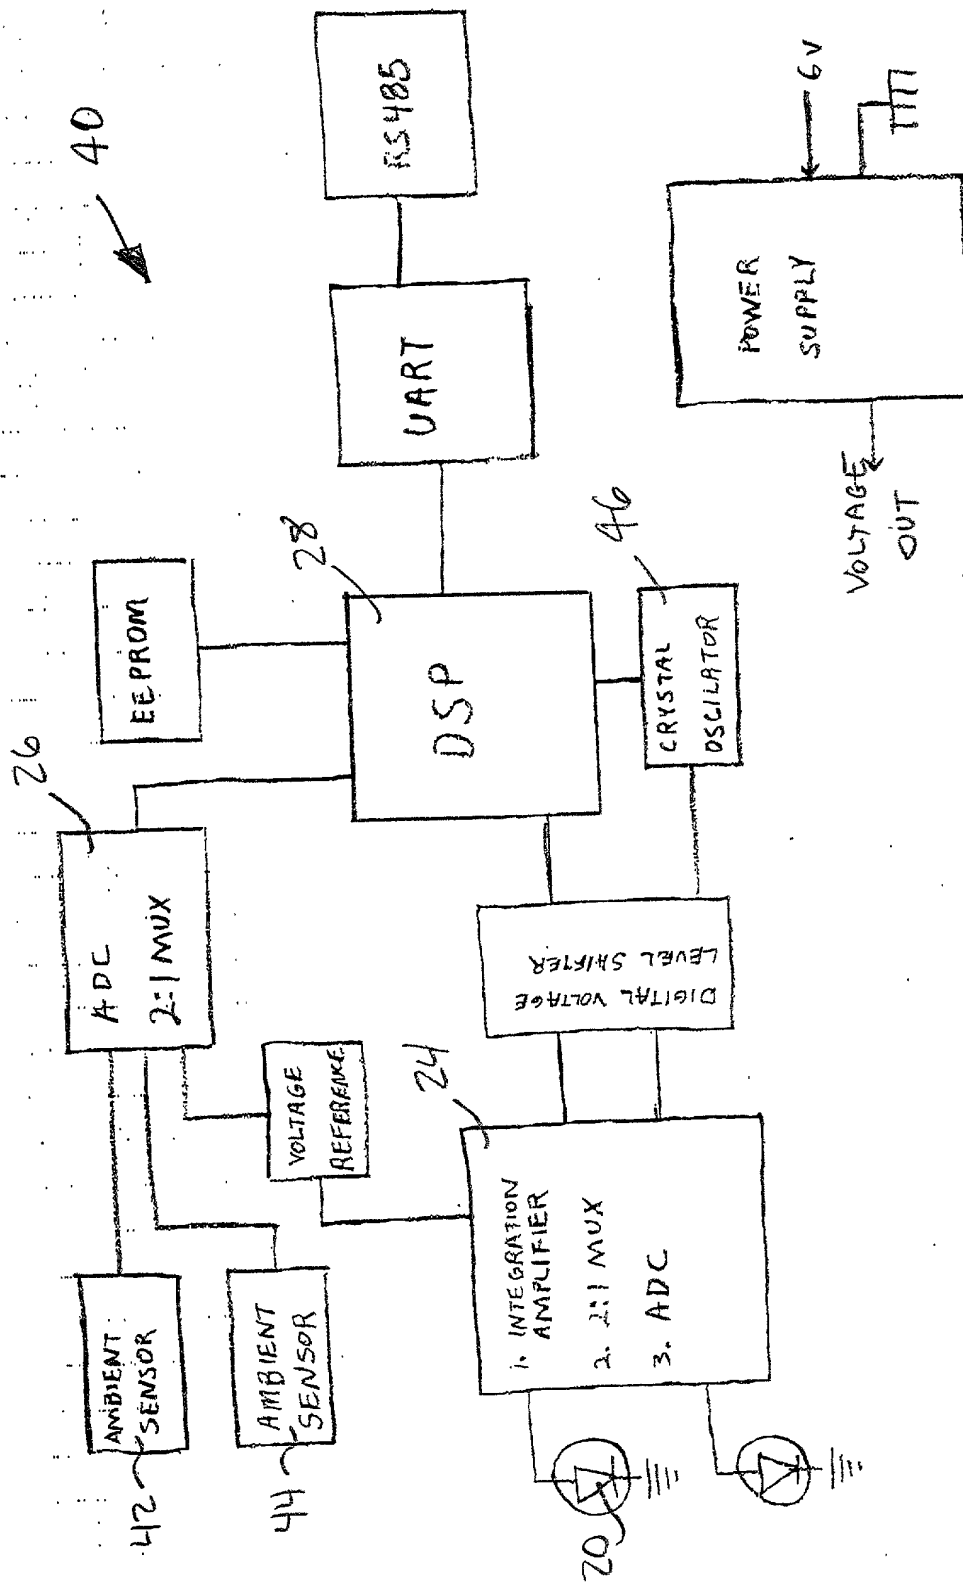 40
42
AMBIENT
SENSOR
44
AMBIENT
SENSOR
26
ADC
2:1 MUX
EEPROM
VOLTAGE
REFERENCE
28
DSP
UART
RS485
24
1. INTEGRATION
AMPLIFIER
2. 2:1 MUX
3. ADC
20
DIGITAL VOLTAGE
LEVEL SHIFTER
46
CRYSTAL
OSCILATOR
POWER
SUPPLY
6V
VOLTAGE
OUT